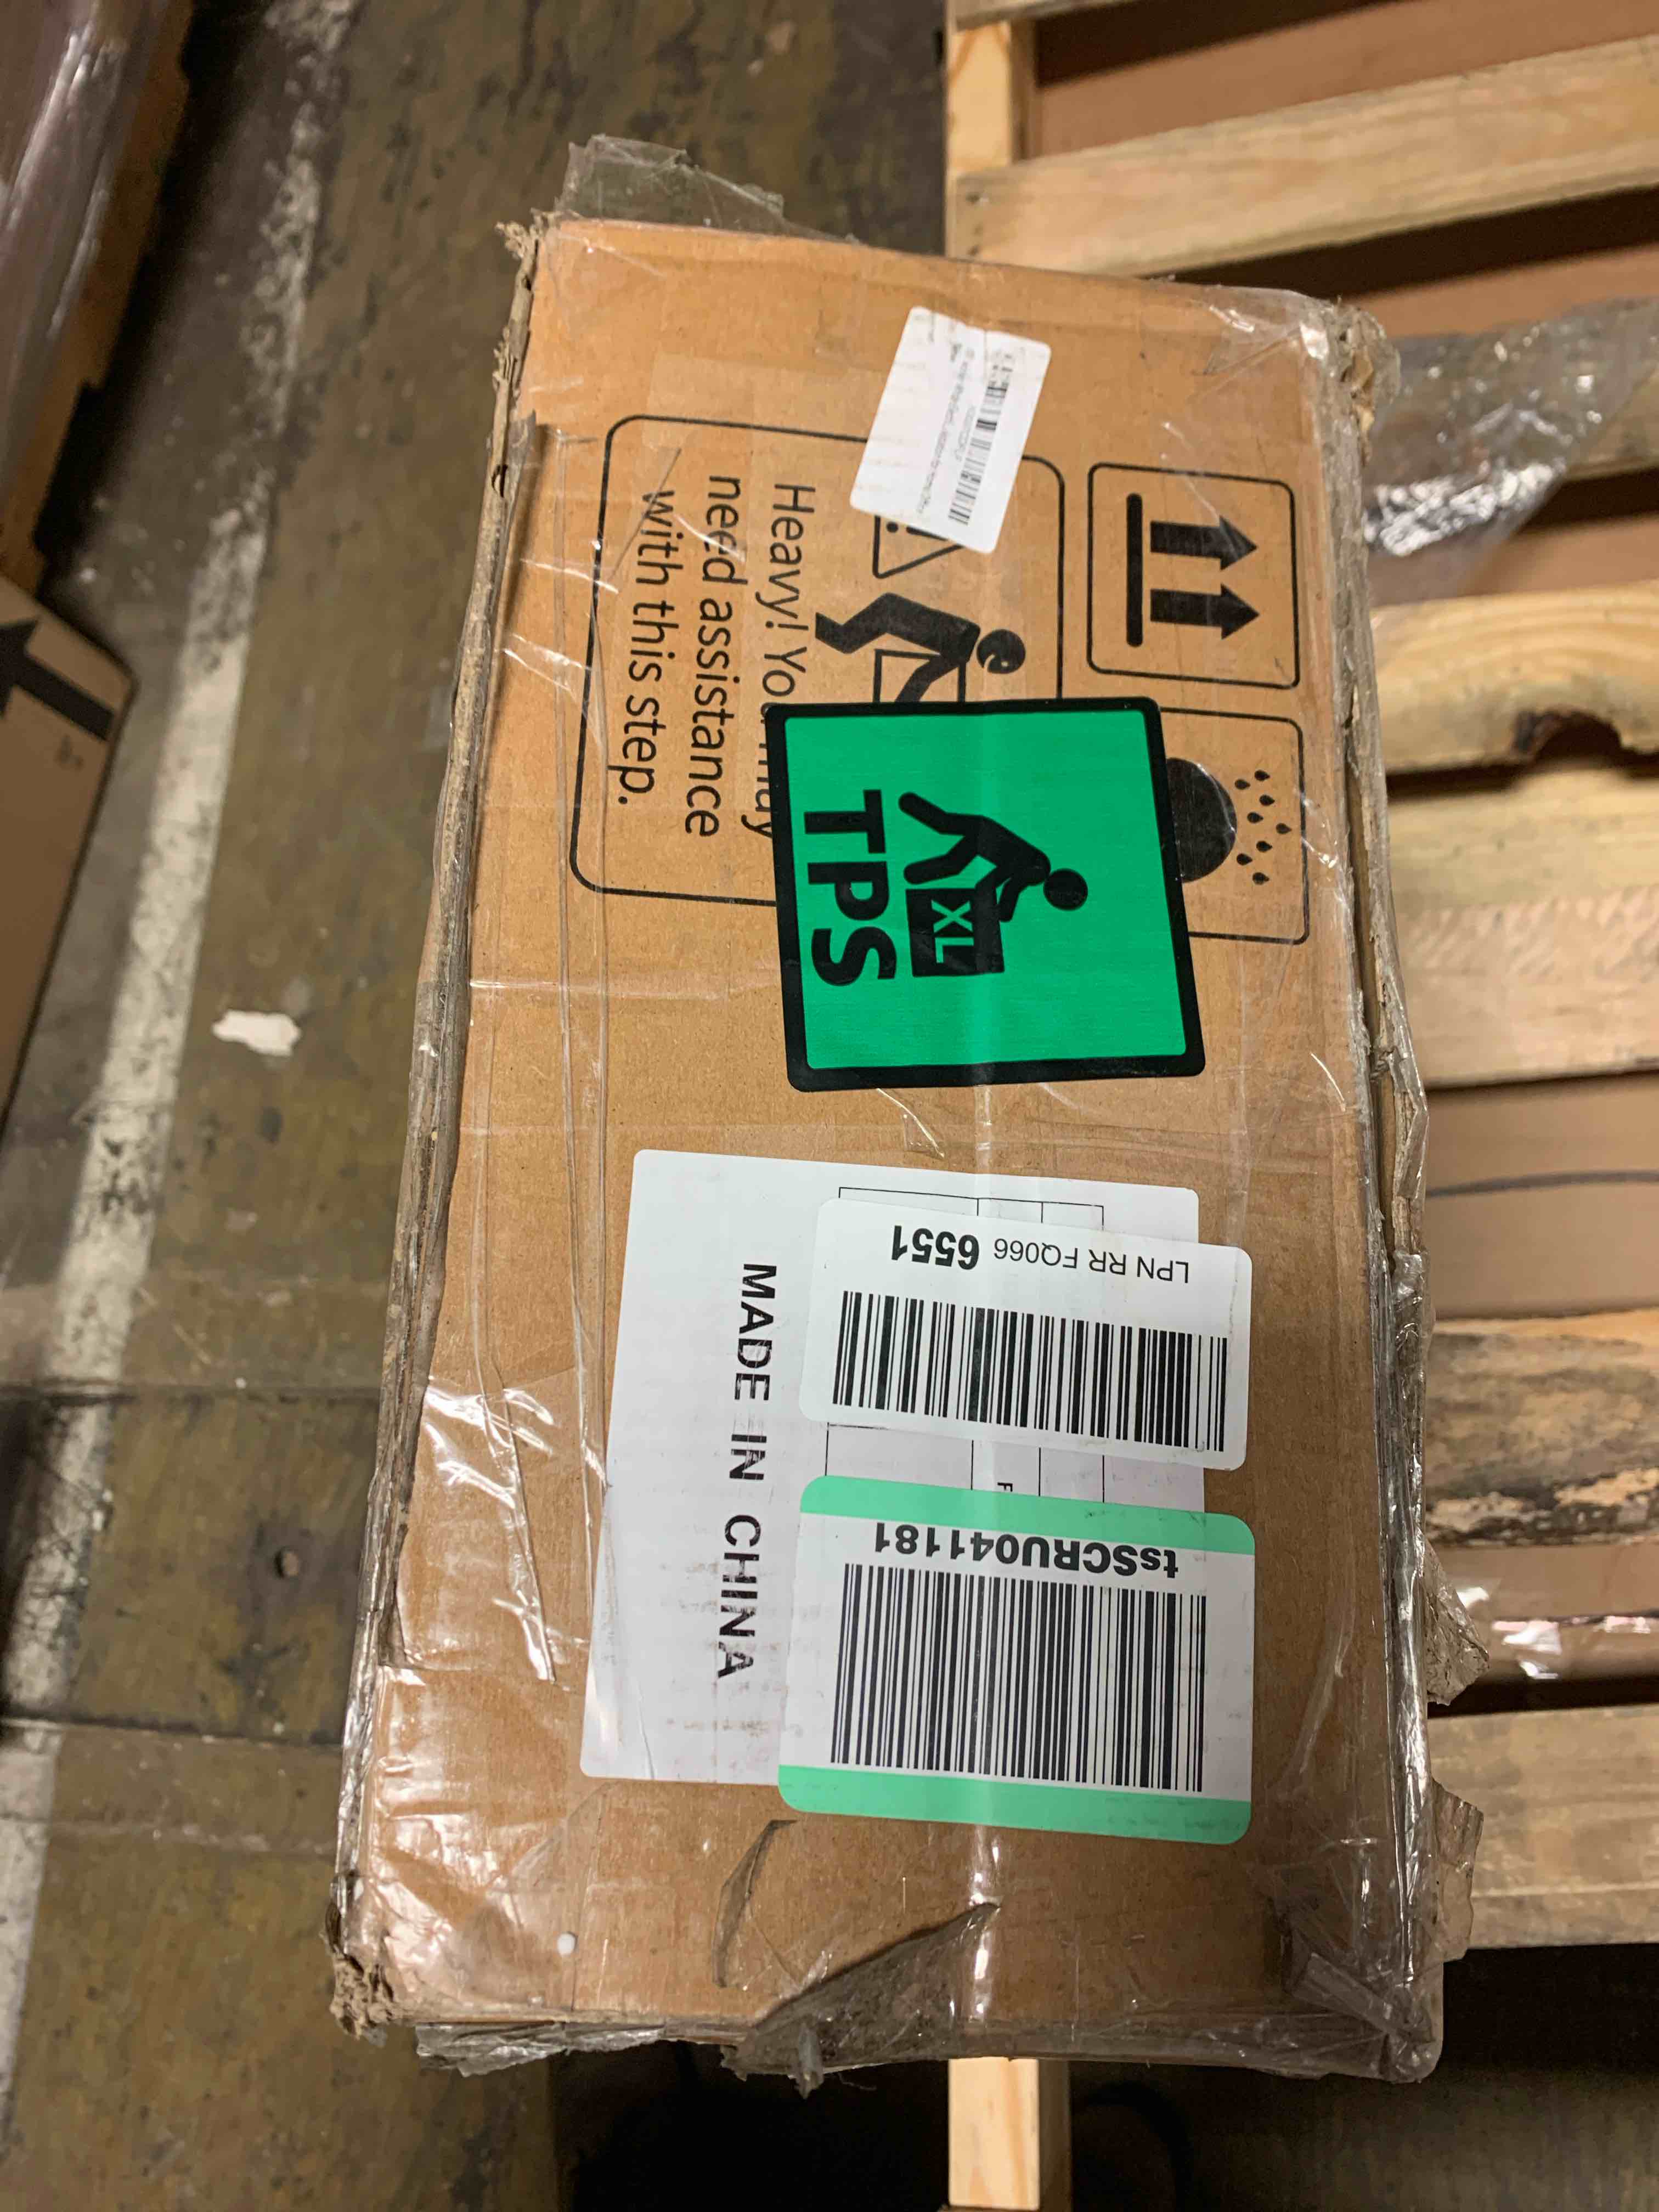 Heavy! You may
need assistance
with this step.
XL
TPS
MADE IN CHINA
LPN RR FQ066 6551
F
tsSCRU041181